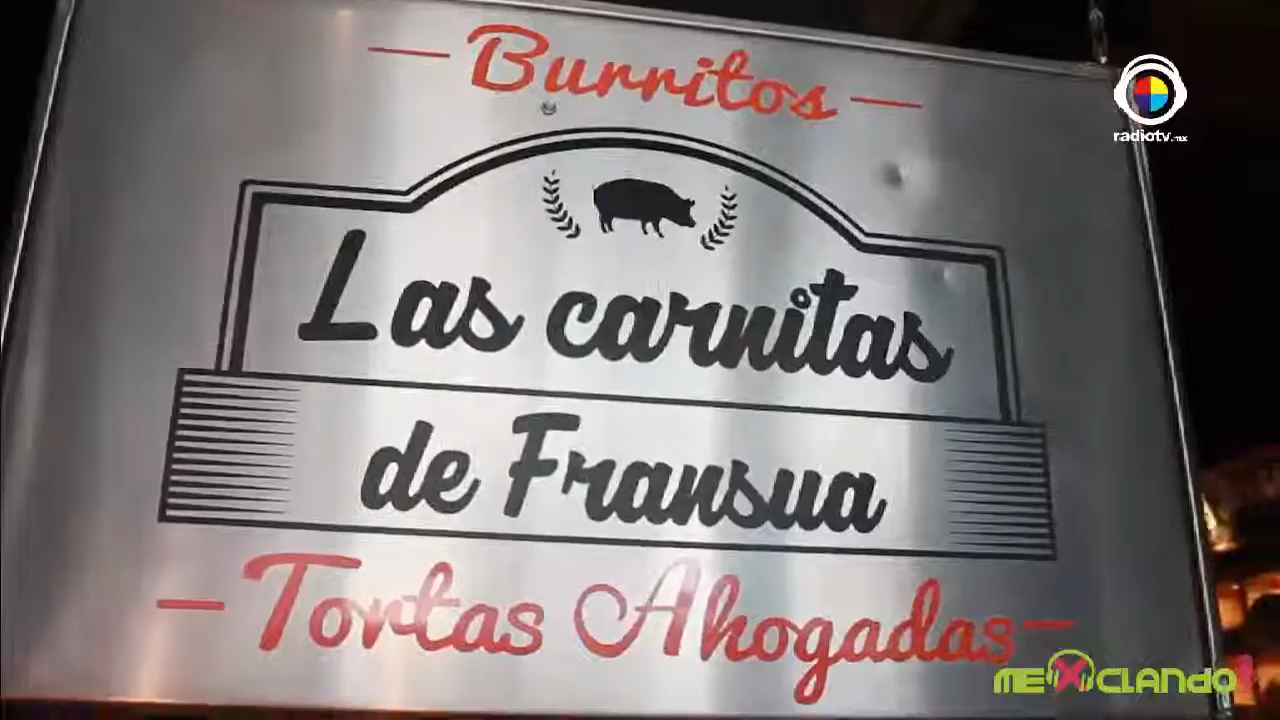 Burritos
radiotv.mx
Las carnitas
de Fransua
Tortas Ahogadas
MEXCLANDO!